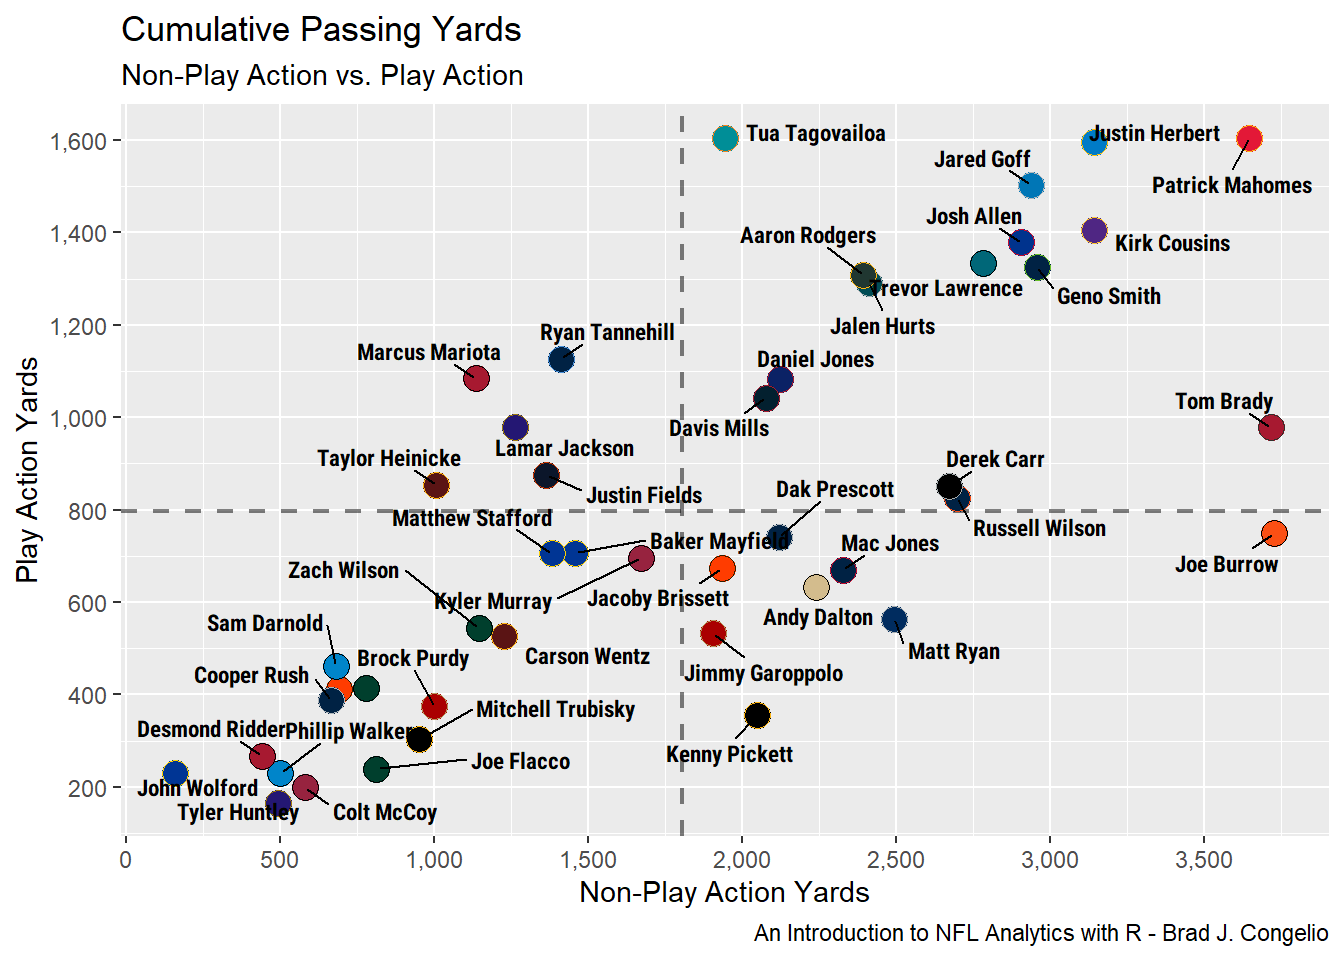 Cumulative Passing Yards
Non-Play Action vs. Play Action
1,600
1,400
1,200
1,000
800
600
400
200
Play Action Yards
Tua Tagovailoa
Justin Herbert
Jared Goff
Patrick Mahomes
Josh Allen
Aaron Rodgers
Kirk Cousins
Trevor Lawrence
Geno Smith
Jalen Hurts
Ryan Tannehill
Marcus Mariota
Daniel Jones
Tom Brady
Davis Mills
Lamar Jackson
Taylor Heinicke
Derek Carr
Justin Fields
Dak Prescott
Matthew Stafford
Russell Wilson
Baker Mayfield
Mac Jones
Joe Burrow
Zach Wilson
Kyler Murray
Jacoby Brissett
Andy Dalton
Sam Darnold
Matt Ryan
Brock Purdy
Carson Wentz
Cooper Rush
Jimmy Garoppolo
Mitchell Trubisky
Desmond Ridder
Phillip Walker
Kenny Pickett
Joe Flacco
John Wolford
Tyler Huntley
Colt McCoy
0
500
1,000
1,500
2,000
2,500
3,000
3,500
Non-Play Action Yards
An Introduction to NFL Analytics with R - Brad J. Congelio